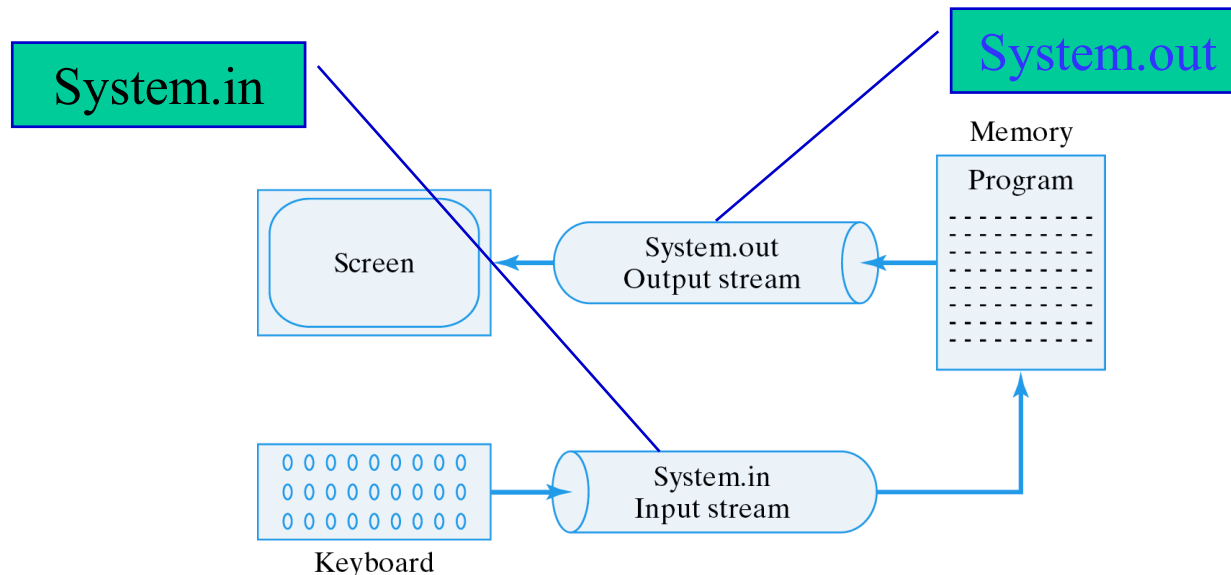 System.in
System.out
Memory
Program
Screen
System.out
Output stream
System.in
Input stream
Keyboard